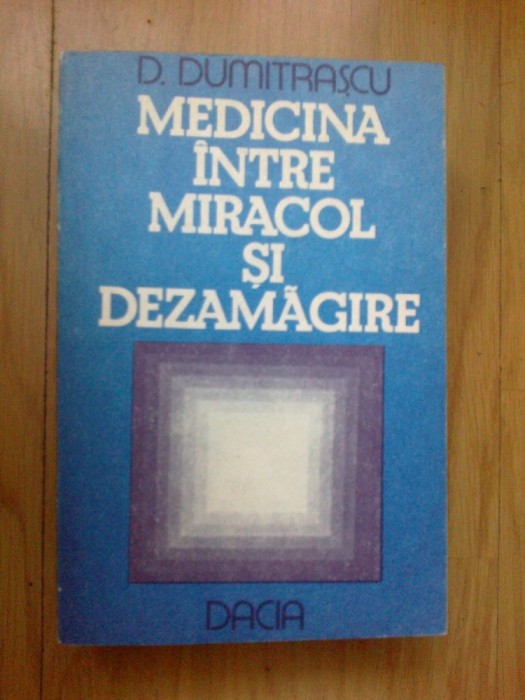 D. DUMITRAȘCU
MEDICINA
ÎNTRE
MIRACOL
ȘI
DEZAMĂGIRE
DACIA